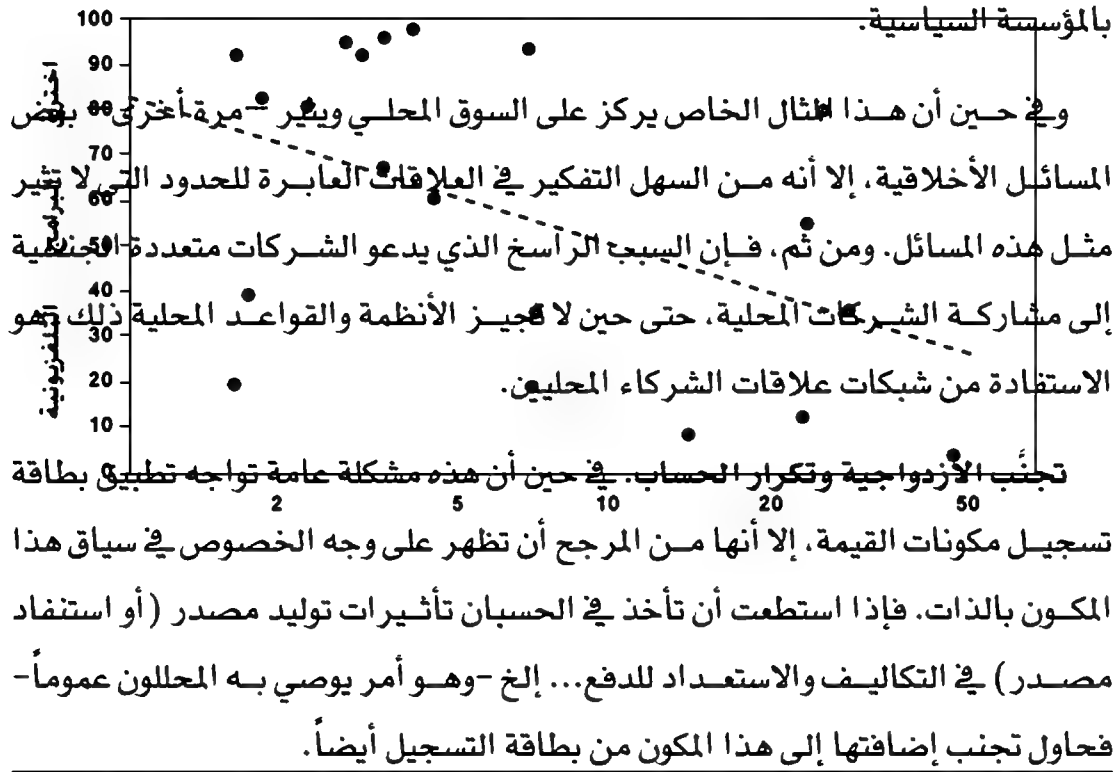 بالمؤسسة السياسية.
وفي حين أن هذا المثال الخاص يركز على السوق المحلي ويثير – مرة أخرى – بعض
المسائل الأخلاقية، إلا أنه من السهل التفكير في العلاقات العابرة للحدود التي لا تثير
مثل هذه المسائل. ومن ثم، فإن السبب الراسخ الذي يدعو الشركات متعددة الجنسية
إلى مشاركة الشركات المحلية، حتى حين لا تجيز الأنظمة والقواعد المحلية ذلك هو
الاستفادة من شبكات علاقات الشركاء المحليين.
تجنَّب الازدواجية وتكرار الحساب. في حين أن هذه مشكلة عامة تواجه تطبيق بطاقة
تسجيل مكونات القيمة، إلا أنها من المرجح أن تظهر على وجه الخصوص في سياق هذا
المكون بالذات. فإذا استطعت أن تأخذ في الحسبان تأثيرات توليد مصدر (أو استنفاد
مصدر) في التكاليف والاستعداد للدفع... إلخ -وهو أمر يوصي به المحللون عموماً-
فحاول تجنب إضافتها إلى هذا المكون من بطاقة التسجيل أيضاً.
100
90
80
70
60
50
40
30
20
10
0
2 5 10 20 50
التلفزيونية